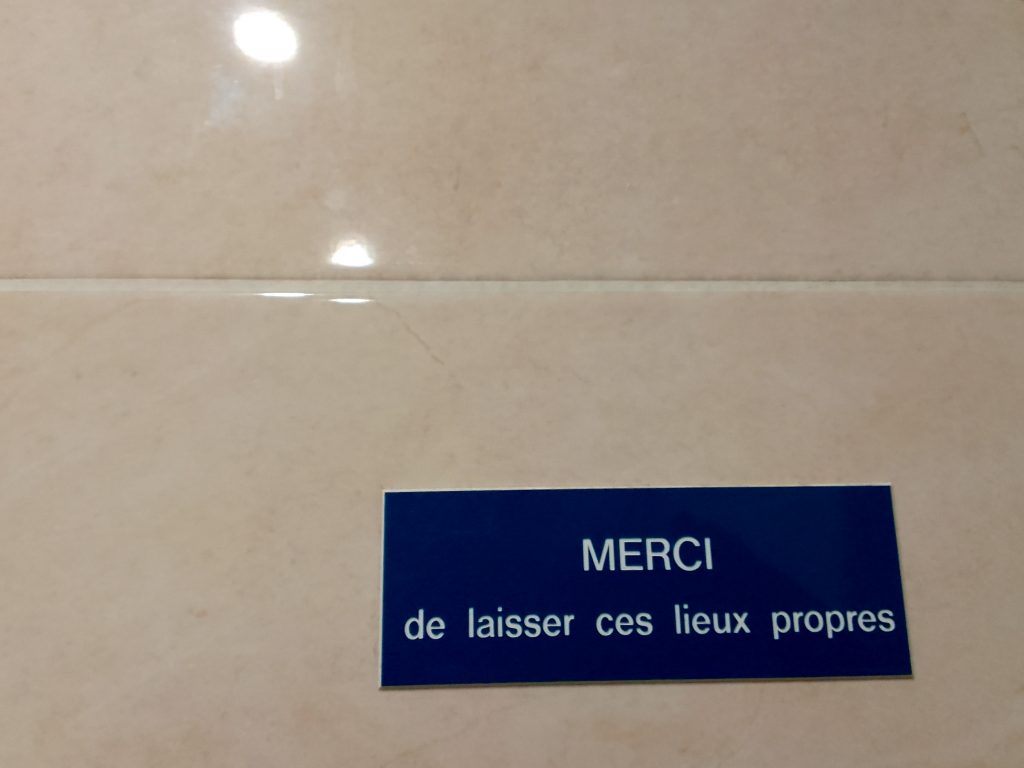 MERCI
de laisser ces lieux propres